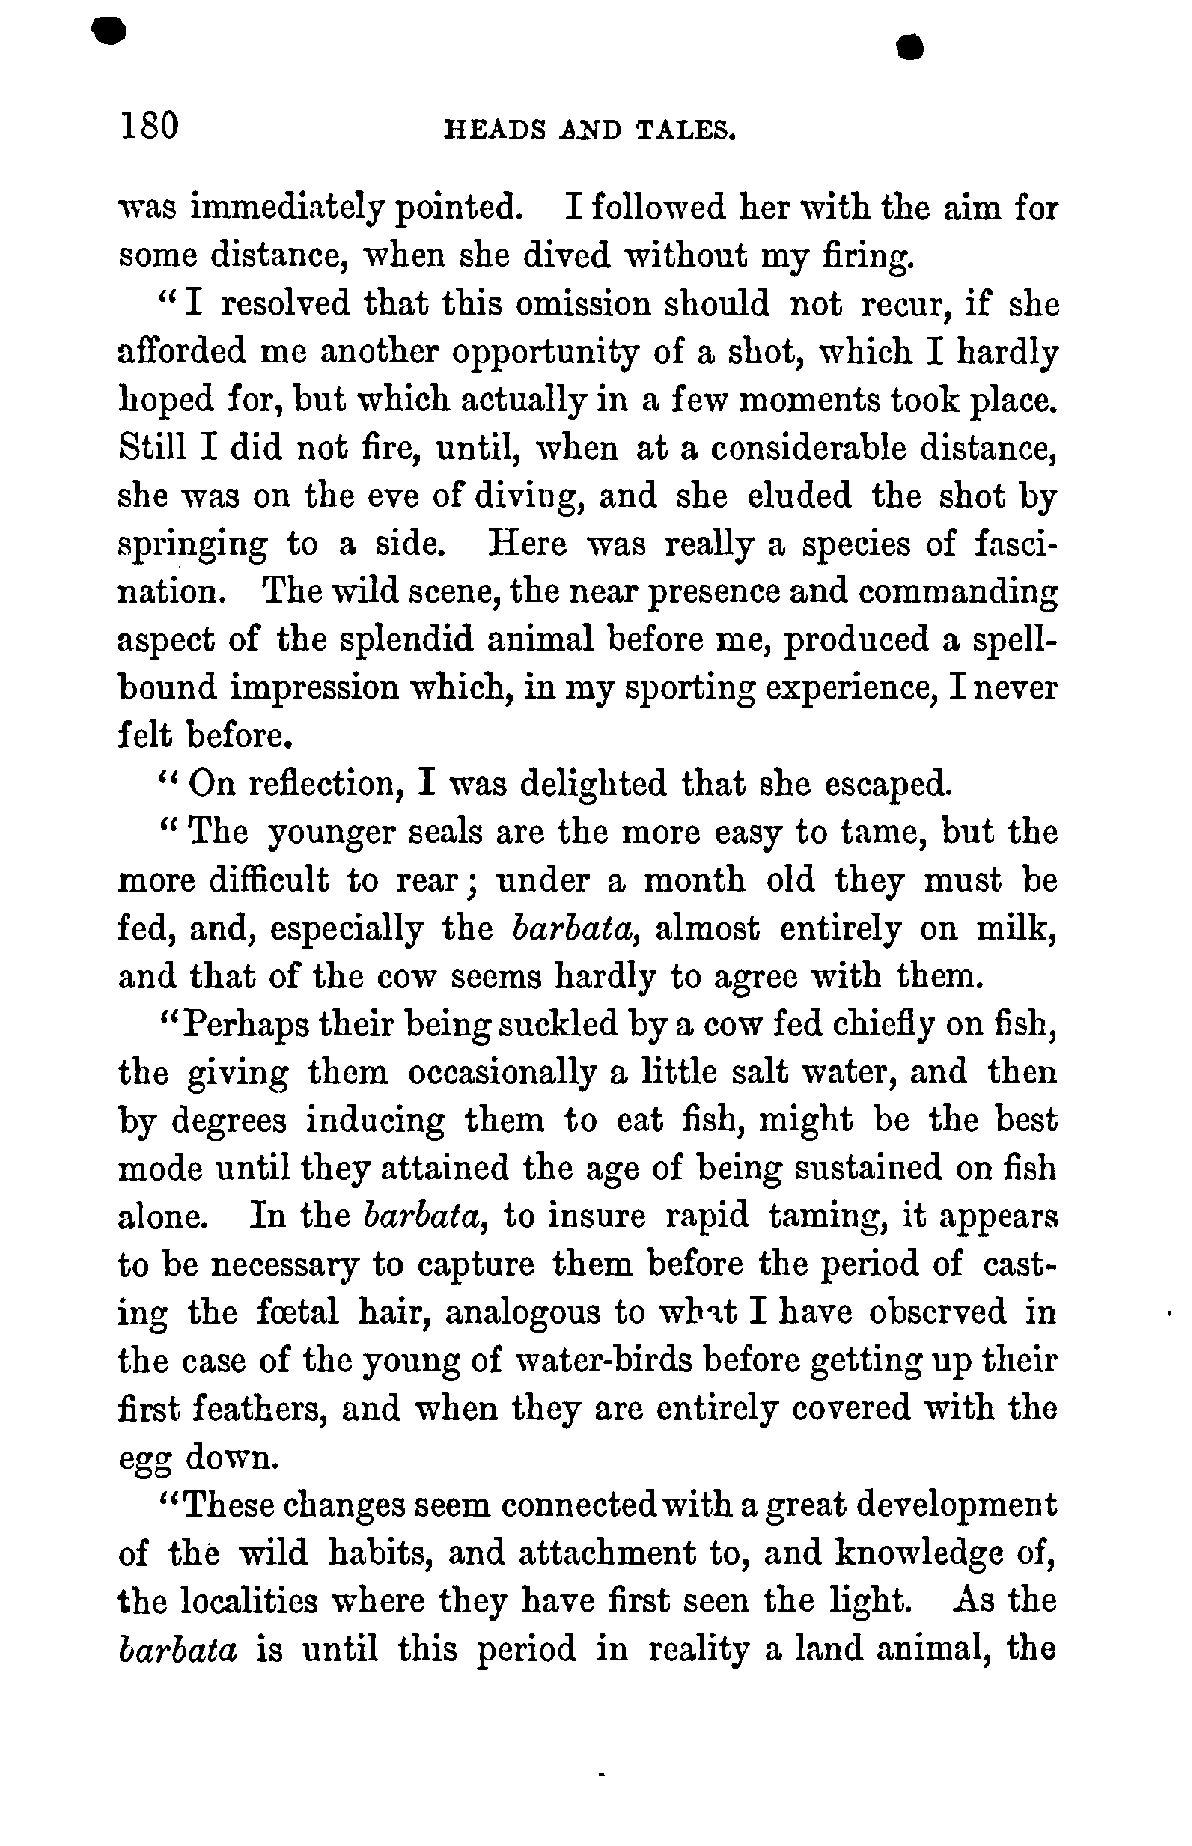 180 HEADS AND TALES.
was immediately pointed. I followed her with the aim for
some distance, when she dived without my firing.
“I resolved that this omission should not recur, if she
afforded me another opportunity of a shot, which I hardly
hoped for, but which actually in a few moments took place.
Still I did not fire, until, when at a considerable distance,
she was on the eve of diving, and she eluded the shot by
springing to a side. Here was really a species of fasci-
nation. The wild scene, the near presence and commanding
aspect of the splendid animal before me, produced a spell-
bound impression which, in my sporting experience, I never
felt before.
“On reflection, I was delighted that she escaped.
“The younger seals are the more easy to tame, but the
more difficult to rear; under a month old they must be
fed, and, especially the barbata, almost entirely on milk,
and that of the cow seems hardly to agree with them.
“Perhaps their being suckled by a cow fed chiefly on fish,
the giving them occasionally a little salt water, and then
by degrees inducing them to eat fish, might be the best
mode until they attained the age of being sustained on fish
alone. In the barbata, to insure rapid taming, it appears
to be necessary to capture them before the period of cast-
ing the fœtal hair, analogous to what I have observed in
the case of the young of water-birds before getting up their
first feathers, and when they are entirely covered with the
egg down.
“These changes seem connected with a great development
of the wild habits, and attachment to, and knowledge of,
the localities where they have first seen the light. As the
barbata is until this period in reality a land animal, the